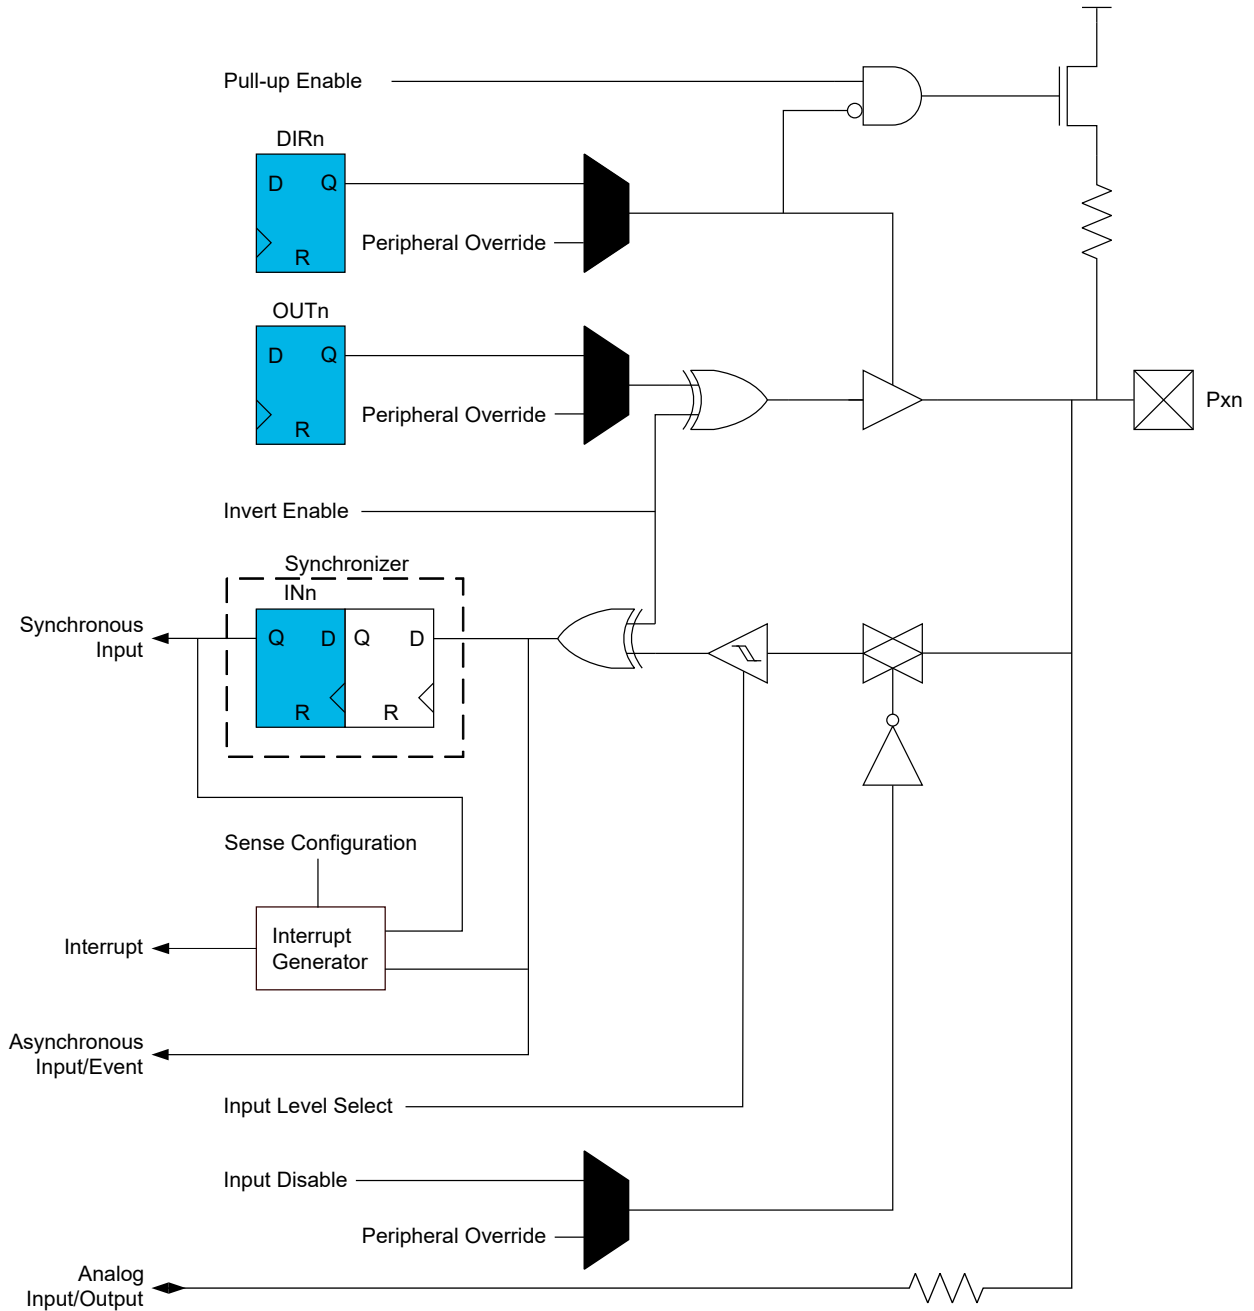 Pull-up Enable
DIRn
D Q
Peripheral Override
R
OUTn
D Q
Pxn
Peripheral Override
R
Invert Enable
Synchronizer
INn
Synchronous
Input
Q D Q D
R R
Sense Configuration
Interrupt
Interrupt
Generator
Asynchronous
Input/Event
Input Level Select
Input Disable
Peripheral Override
Analog
Input/Output